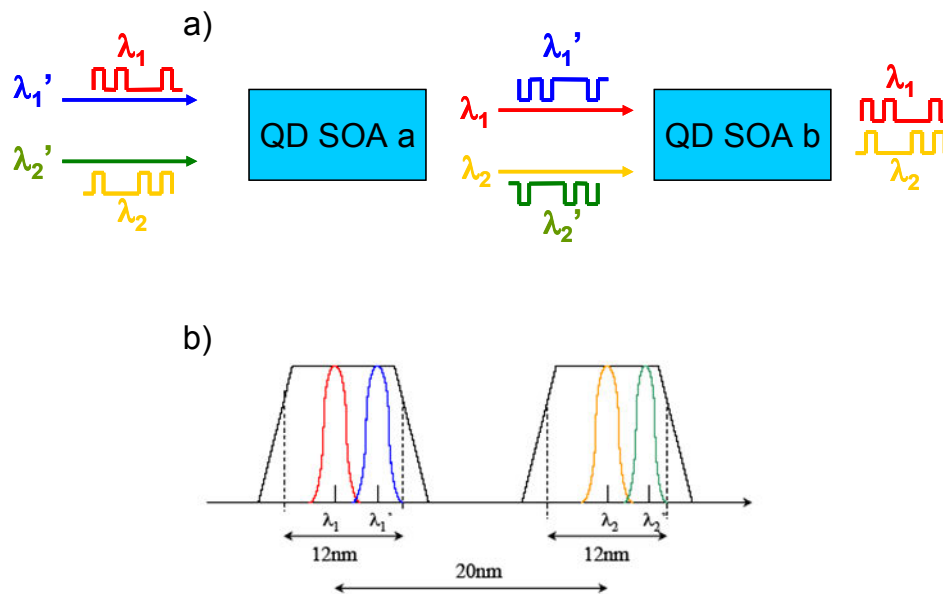 a)
λ₁
λ₁’
λ₂’
λ₂
QD SOA a
λ₁’
λ₁
λ₂
λ₂’
QD SOA b
λ₁
λ₂
b)
λ₁ λ₁` λ₂ λ₂`
12nm 12nm
20nm